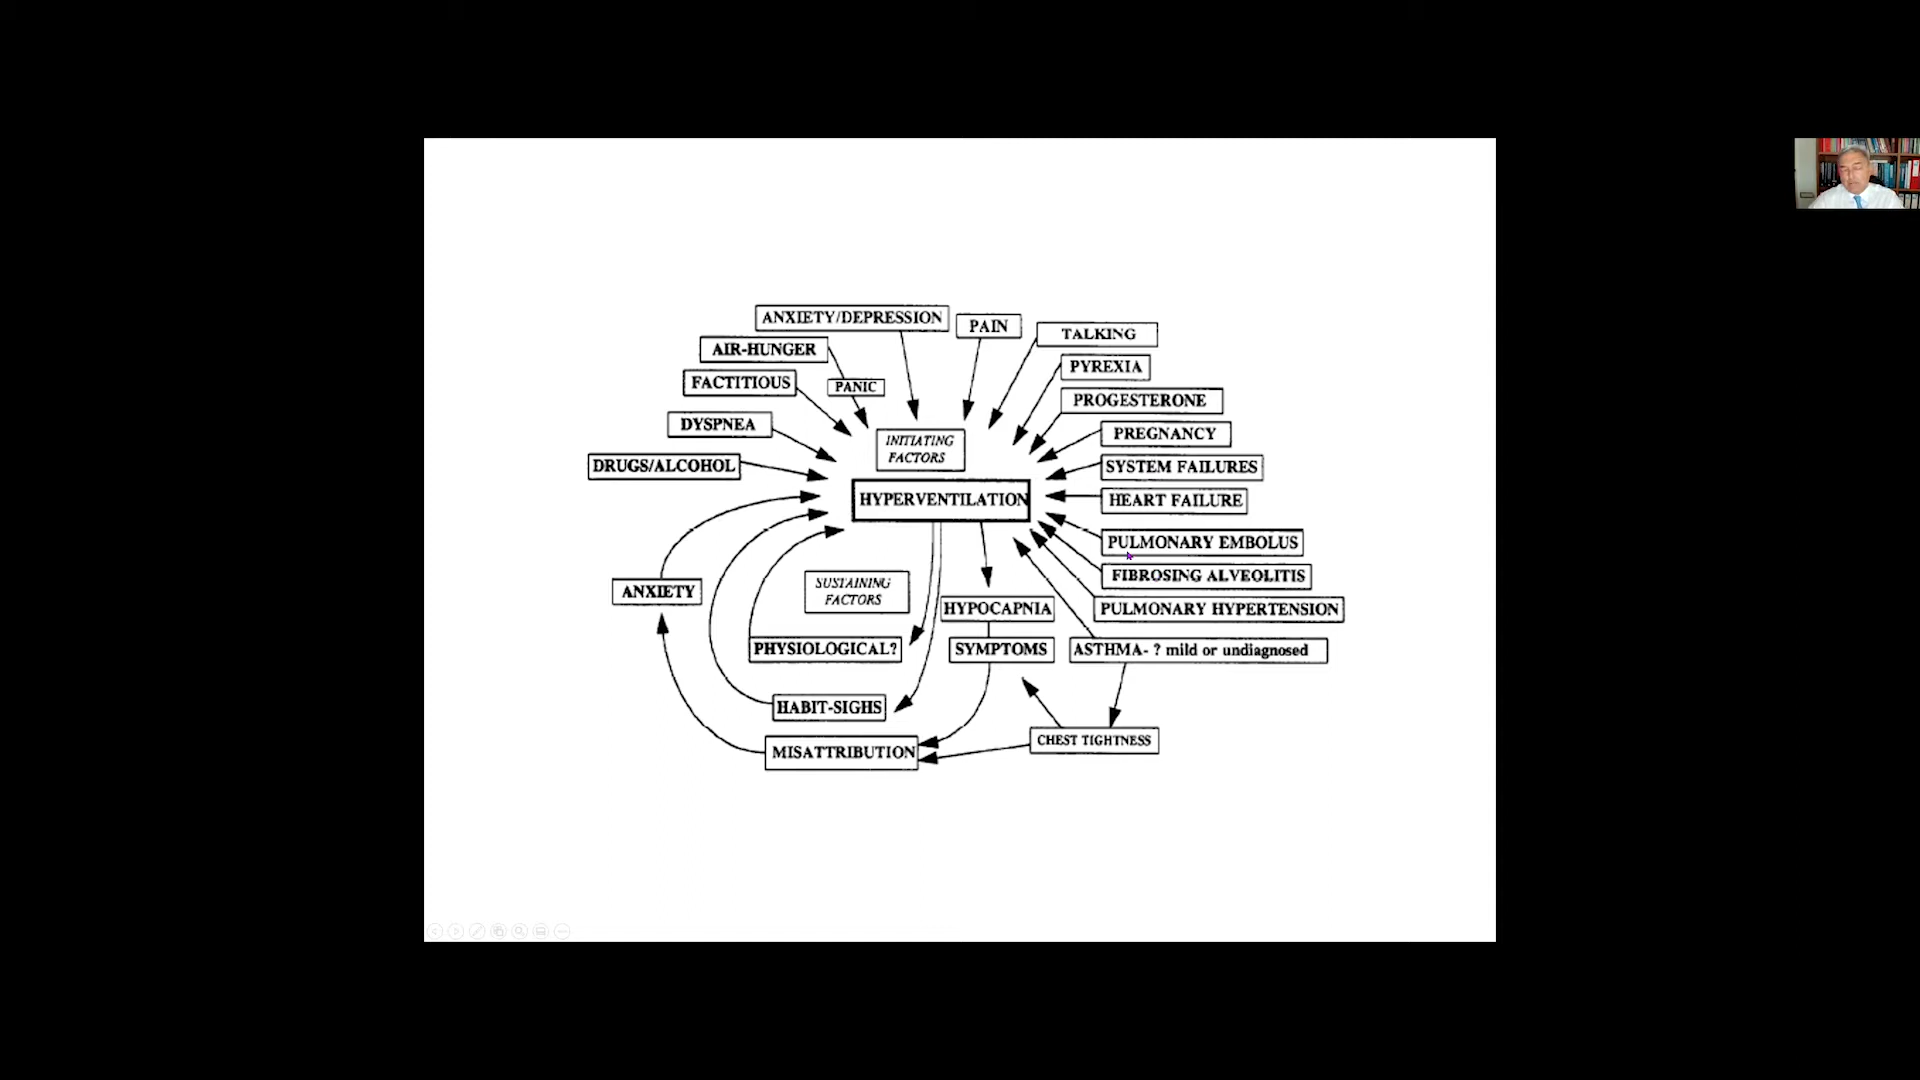 ANXIETY/DEPRESSION
PAIN
TALKING
AIR-HUNGER
PYREXIA
FACTITIOUS
PANIC
PROGESTERONE
DYSPNEA
PREGNANCY
INITIATING
FACTORS
DRUGS/ALCOHOL
SYSTEM FAILURES
HYPERVENTILATION
HEART FAILURE
PULMONARY EMBOLUS
FIBROSING ALVEOLITIS
SUSTAINING
FACTORS
ANXIETY
HYPOCAPNIA
PULMONARY HYPERTENSION
PHYSIOLOGICAL?
SYMPTOMS
ASTHMA- ? mild or undiagnosed
HABIT-SIGHS
CHEST TIGHTNESS
MISATTRIBUTION